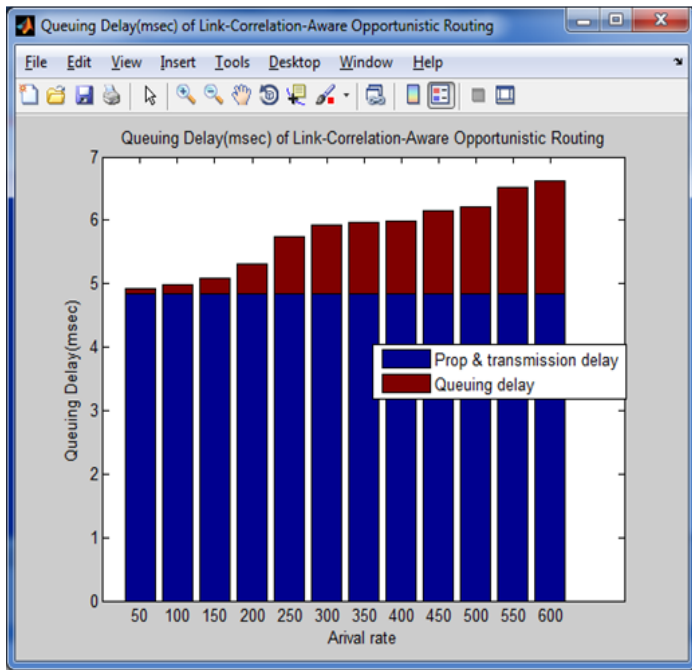 Queuing Delay(msec) of Link-Correlation-Aware Opportunistic Routing
File Edit View Insert Tools Desktop Window Help
Queuing Delay(msec) of Link-Correlation-Aware Opportunistic Routing
7
6
5
4
3
2
1
0
Queuing Delay(msec)
Prop & transmission delay
Queuing delay
50 100 150 200 250 300 350 400 450 500 550 600
Arival rate